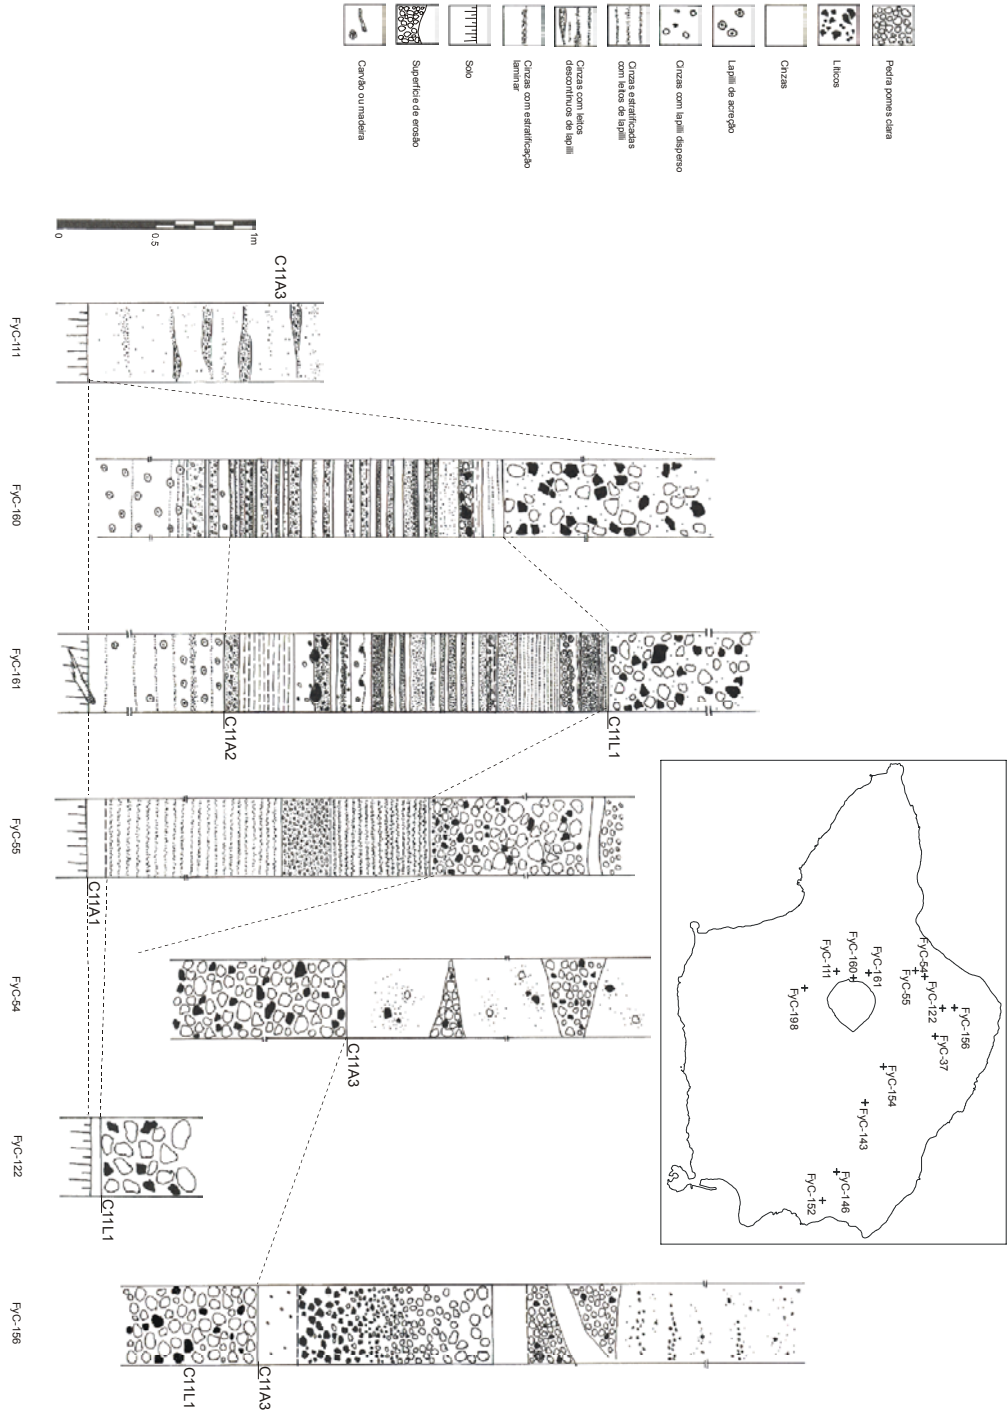 Pedra pomes clara
Líticos
Cinzas
Lapilli de acreção
Cinzas com lapilli disperso
Cinzas estratificadas
com leitos de lapilli
Cinzas com leitos
descontínuos de lapilli
Cinzas com estratificação
laminar
Solo
Superfície de erosão
Carvão ou madeira
1m
0.5
0
C11A3
FyC-111
FyC-160
C11L1
C11A2
FyC-161
C11A1
FyC-55
C11A3
FyC-54
C11L1
FyC-122
C11A3
C11L1
FyC-156
FyC-156
FyC-122
FyC-37
FyC-54
FyC-55
FyC-161
FyC-160
FyC-111
FyC-198
FyC-154
FyC-143
FyC-146
FyC-152